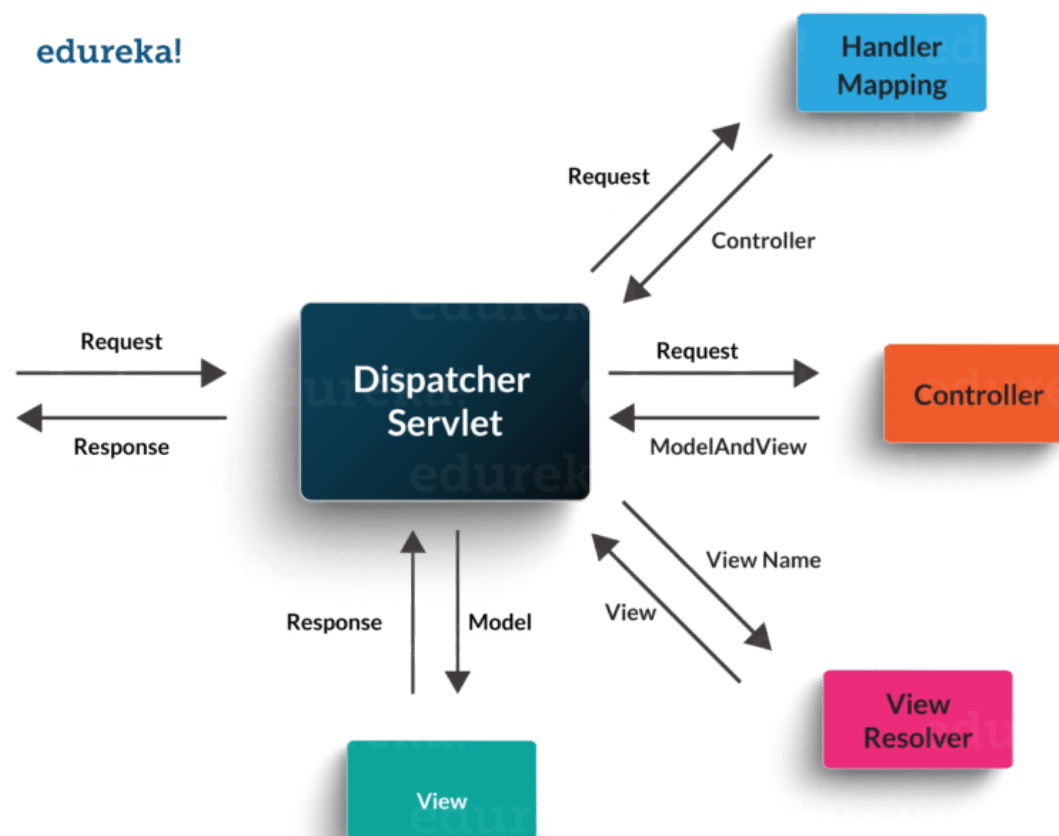 edureka!
Handler
Mapping
Request
Controller
Request
Response
Dispatcher
Servlet
Request
ModelAndView
Controller
View Name
View
Response
Model
View
Resolver
View